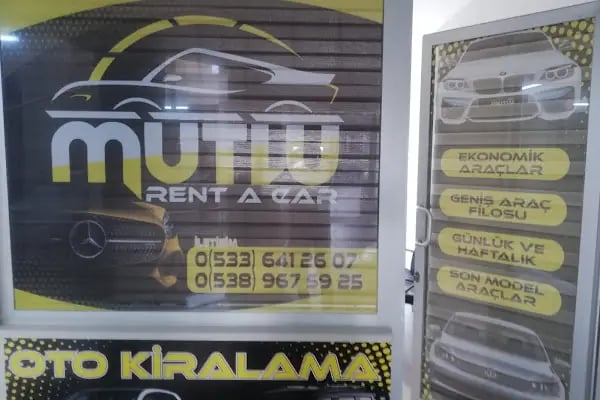 MUTLU
RENT A CAR
İLETİŞİM
0(533) 641 26 07
0(538) 967 59 25
OTO KİRALAMA
EKONOMİK
ARAÇLAR
GENİŞ ARAÇ
FİLOSU
GÜNLÜK VE
HAFTALIK
SON MODEL
ARAÇLAR